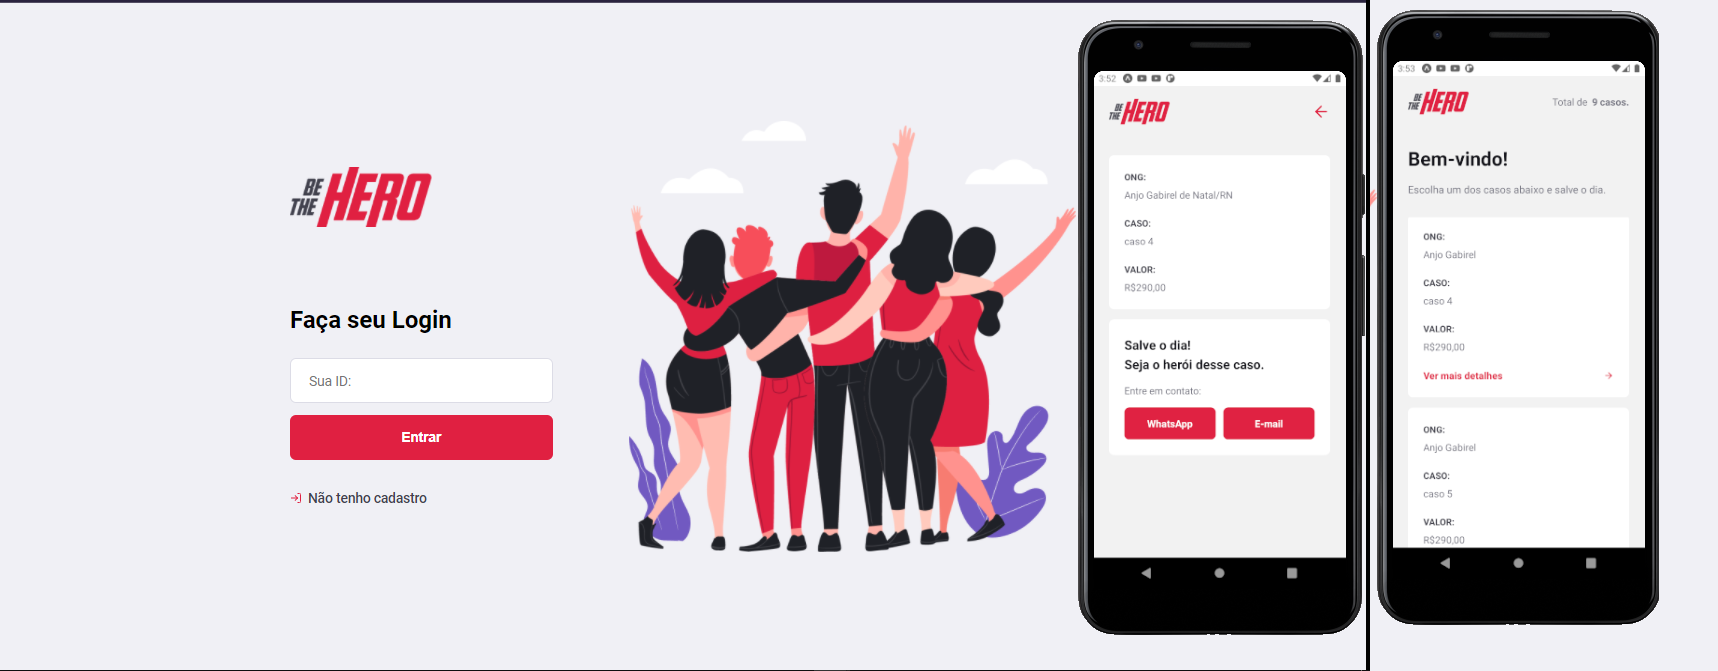 BE
THE HERO
Faça seu Login
Sua ID:
Entrar
Não tenho cadastro
3:52
BE
THE HERO
ONG:
Anjo Gabirel de Natal/RN
CASO:
caso 4
VALOR:
R$290,00
Salve o dia!
Seja o herói desse caso.
Entre em contato:
WhatsApp E-mail
3:53
BE
THE HERO Total de 9 casos.
Bem-vindo!
Escolha um dos casos abaixo e salve o dia.
ONG:
Anjo Gabirel
CASO:
caso 4
VALOR:
R$290,00
Ver mais detalhes
ONG:
Anjo Gabirel
CASO:
caso 5
VALOR:
R$290,00